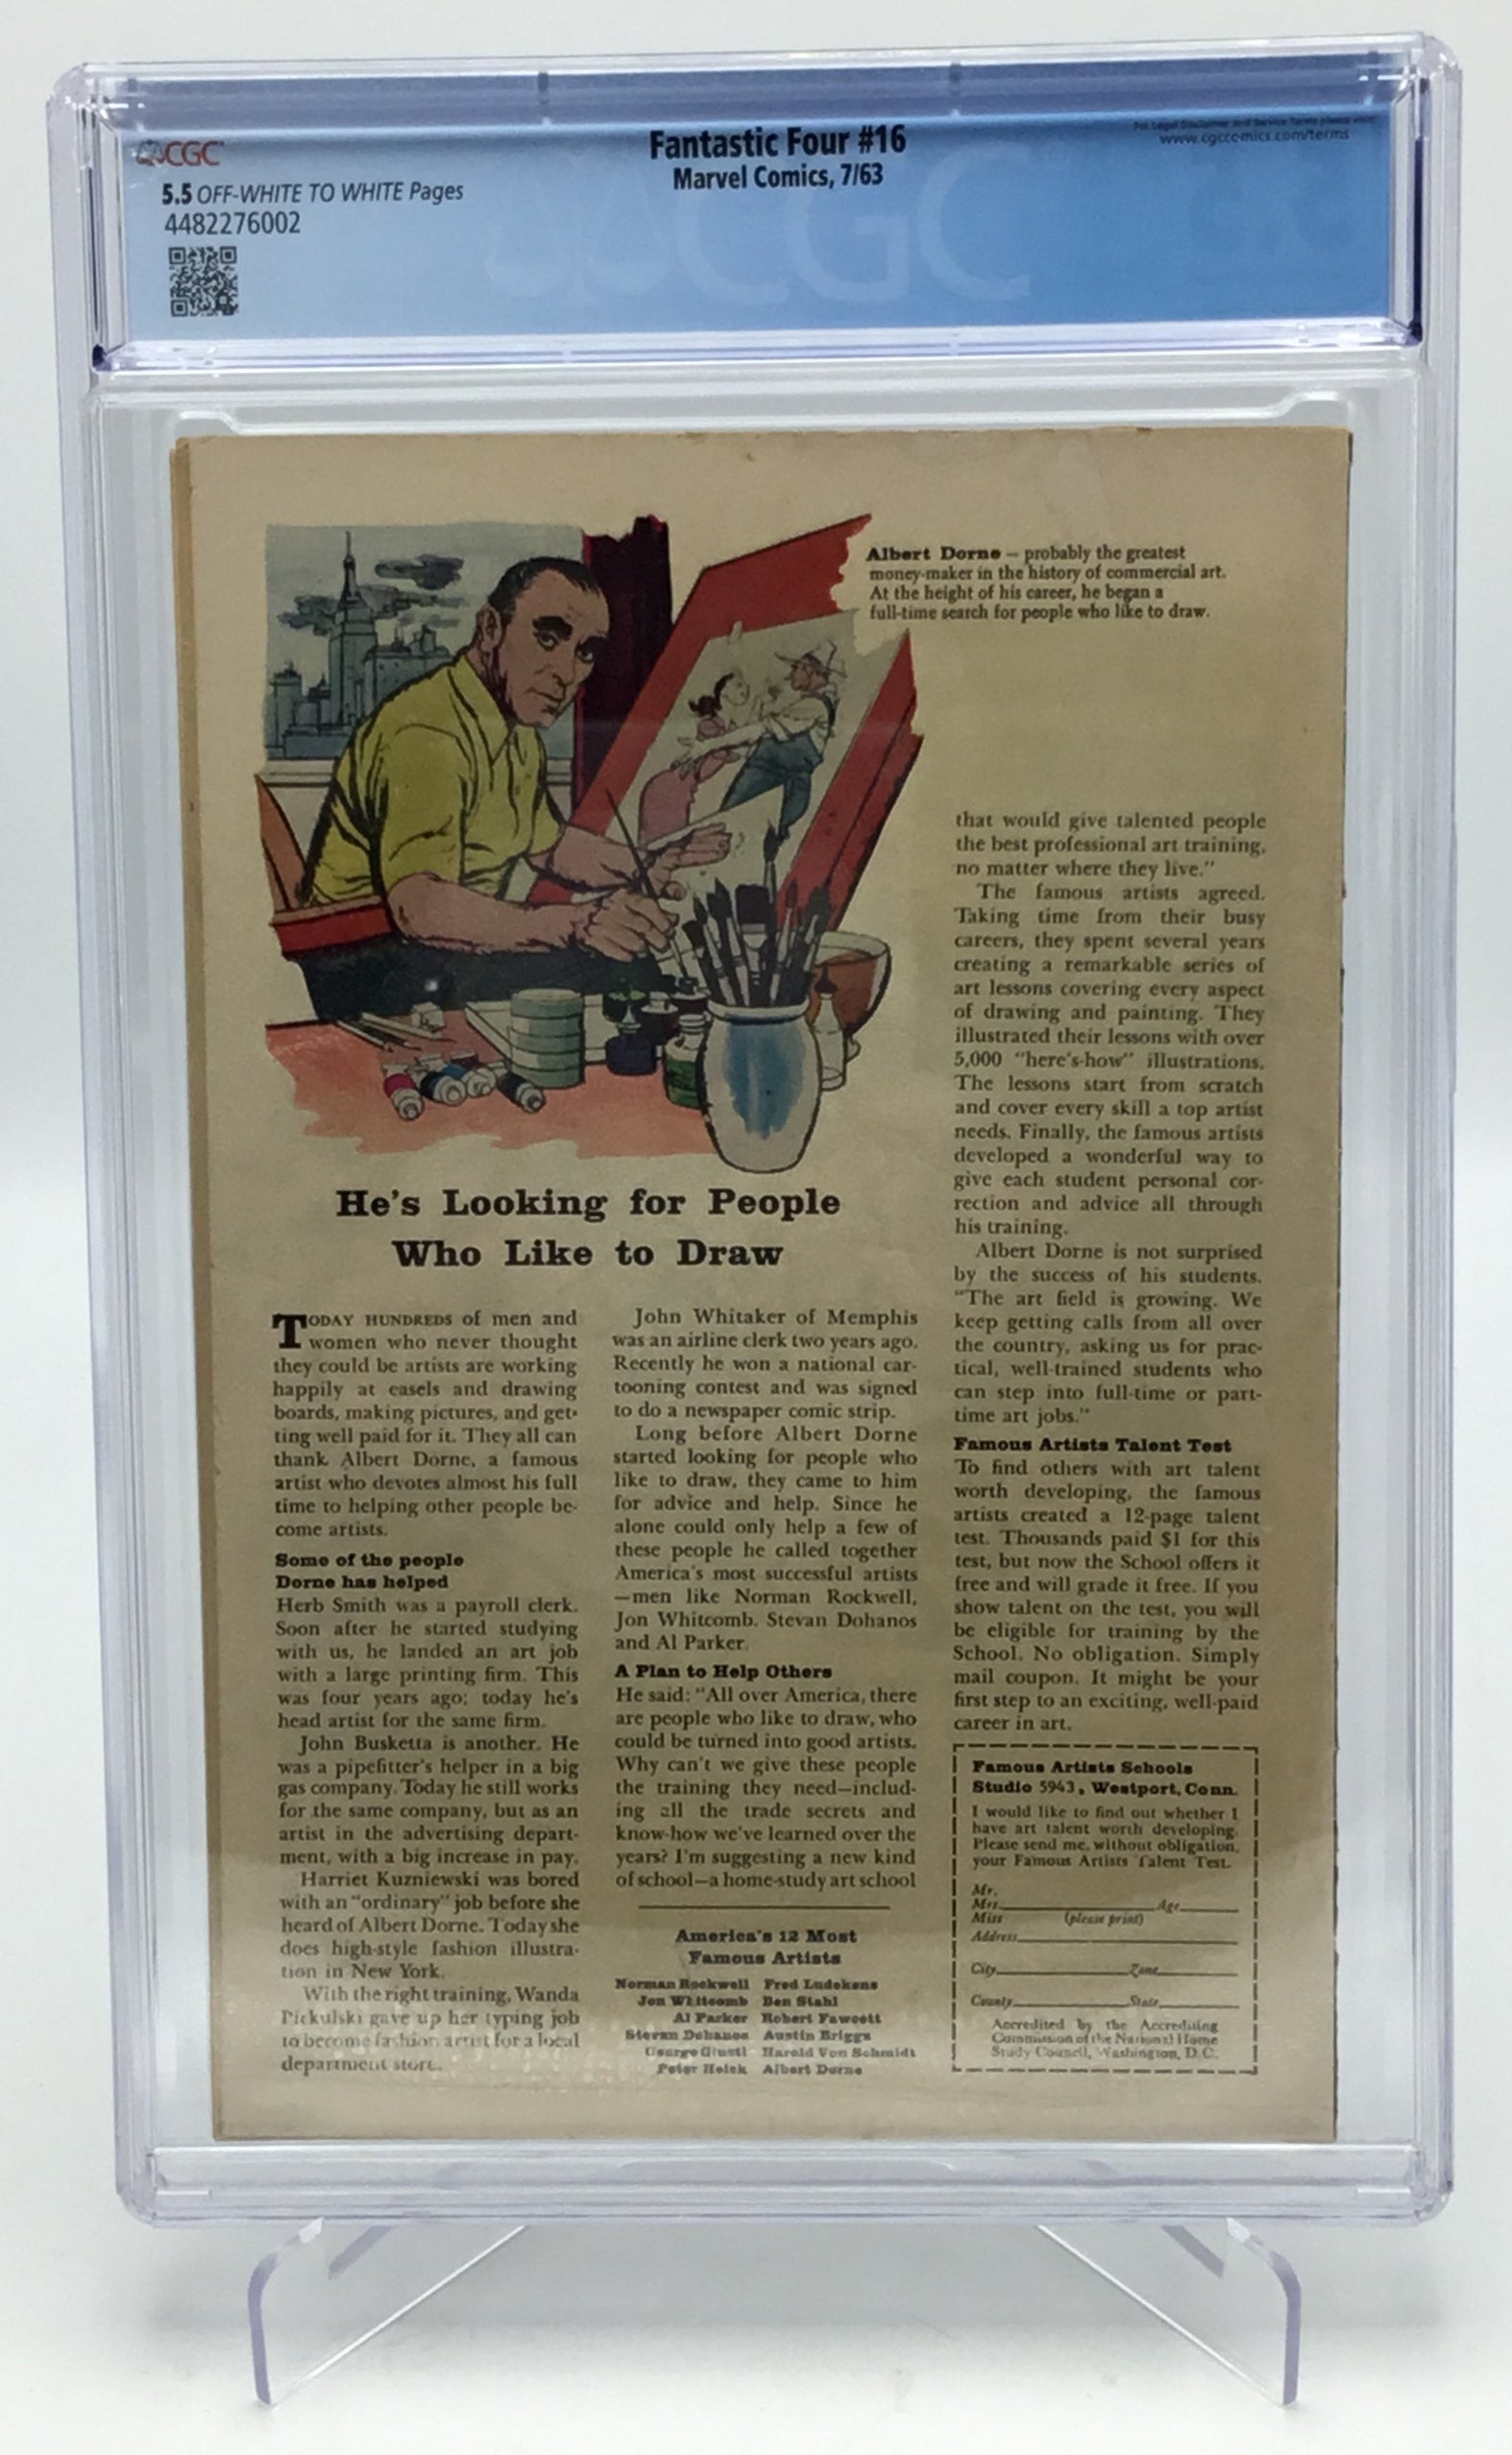 CGC
5.5 OFF-WHITE TO WHITE Pages
4482276002
Fantastic Four #16
Marvel Comics, 7/63
For Legal Disclaimer and Service Terms please visit:
www.cgccomics.com/terms
CGC
Albert Dorne – probably the greatest
money-maker in the history of commercial art.
At the height of his career, he began a
full-time search for people who like to draw.
He's Looking for People
Who Like to Draw
TODAY HUNDREDS of men and
women who never thought
they could be artists are working
happily at easels and drawing
boards, making pictures, and get-
ting well paid for it. They all can
thank Albert Dorne, a famous
artist who devotes almost his full
time to helping other people be-
come artists.
Some of the people
Dorne has helped
Herb Smith was a payroll clerk.
Soon after he started studying
with us, he landed an art job
with a large printing firm. This
was four years ago; today he's
head artist for the same firm.
John Busketta is another. He
was a pipefitter's helper in a big
gas company. Today he still works
for the same company, but as an
artist in the advertising depart-
ment, with a big increase in pay.
Harriet Kuzniewski was bored
with an "ordinary" job before she
heard of Albert Dorne. Today she
does high-style fashion illustra-
tion in New York.
With the right training, Wanda
Pickulski gave up her typing job
to become fashion artist for a local
department store.
John Whitaker of Memphis
was an airline clerk two years ago.
Recently he won a national car-
tooning contest and was signed
to do a newspaper comic strip.
Long before Albert Dorne
started looking for people who
like to draw, they came to him
for advice and help. Since he
alone could only help a few of
these people he called together
America's most successful artists
—men like Norman Rockwell,
Jon Whitcomb, Stevan Dohanos
and Al Parker.
A Plan to Help Others
He said: "All over America, there
are people who like to draw, who
could be turned into good artists.
Why can't we give these people
the training they need—includ-
ing all the trade secrets and
know-how we've learned over the
years? I'm suggesting a new kind
of school—a home-study art school
America's 12 Most
Famous Artists
Norman Rockwell Fred Ludekens
Jon Whitcomb Ben Stahl
Al Parker Robert Fawcett
Stevan Dohanos Austin Briggs
George Giusti Harold Von Schmidt
Peter Helck Albert Dorne
that would give talented people
the best professional art training,
no matter where they live."
The famous artists agreed.
Taking time from their busy
careers, they spent several years
creating a remarkable series of
art lessons covering every aspect
of drawing and painting. They
illustrated their lessons with over
5,000 "here's-how" illustrations.
The lessons start from scratch
and cover every skill a top artist
needs. Finally, the famous artists
developed a wonderful way to
give each student personal cor-
rection and advice all through
his training.
Albert Dorne is not surprised
by the success of his students.
"The art field is growing. We
keep getting calls from all over
the country, asking us for prac-
tical, well-trained students who
can step into full-time or part-
time art jobs."
Famous Artists Talent Test
To find others with art talent
worth developing, the famous
artists created a 12-page talent
test. Thousands paid $1 for this
test, but now the School offers it
free and will grade it free. If you
show talent on the test, you will
be eligible for training by the
School. No obligation. Simply
mail coupon. It might be your
first step to an exciting, well-paid
career in art.
Famous Artists Schools
Studio 5943, Westport, Conn.
I would like to find out whether I
have art talent worth developing.
Please send me, without obligation,
your Famous Artists Talent Test.
Mr.
Mrs. Age
Miss (please print)
Address
City Zone
County State
Accredited by the Accrediting
Commission of the National Home
Study Council, Washington, D.C.